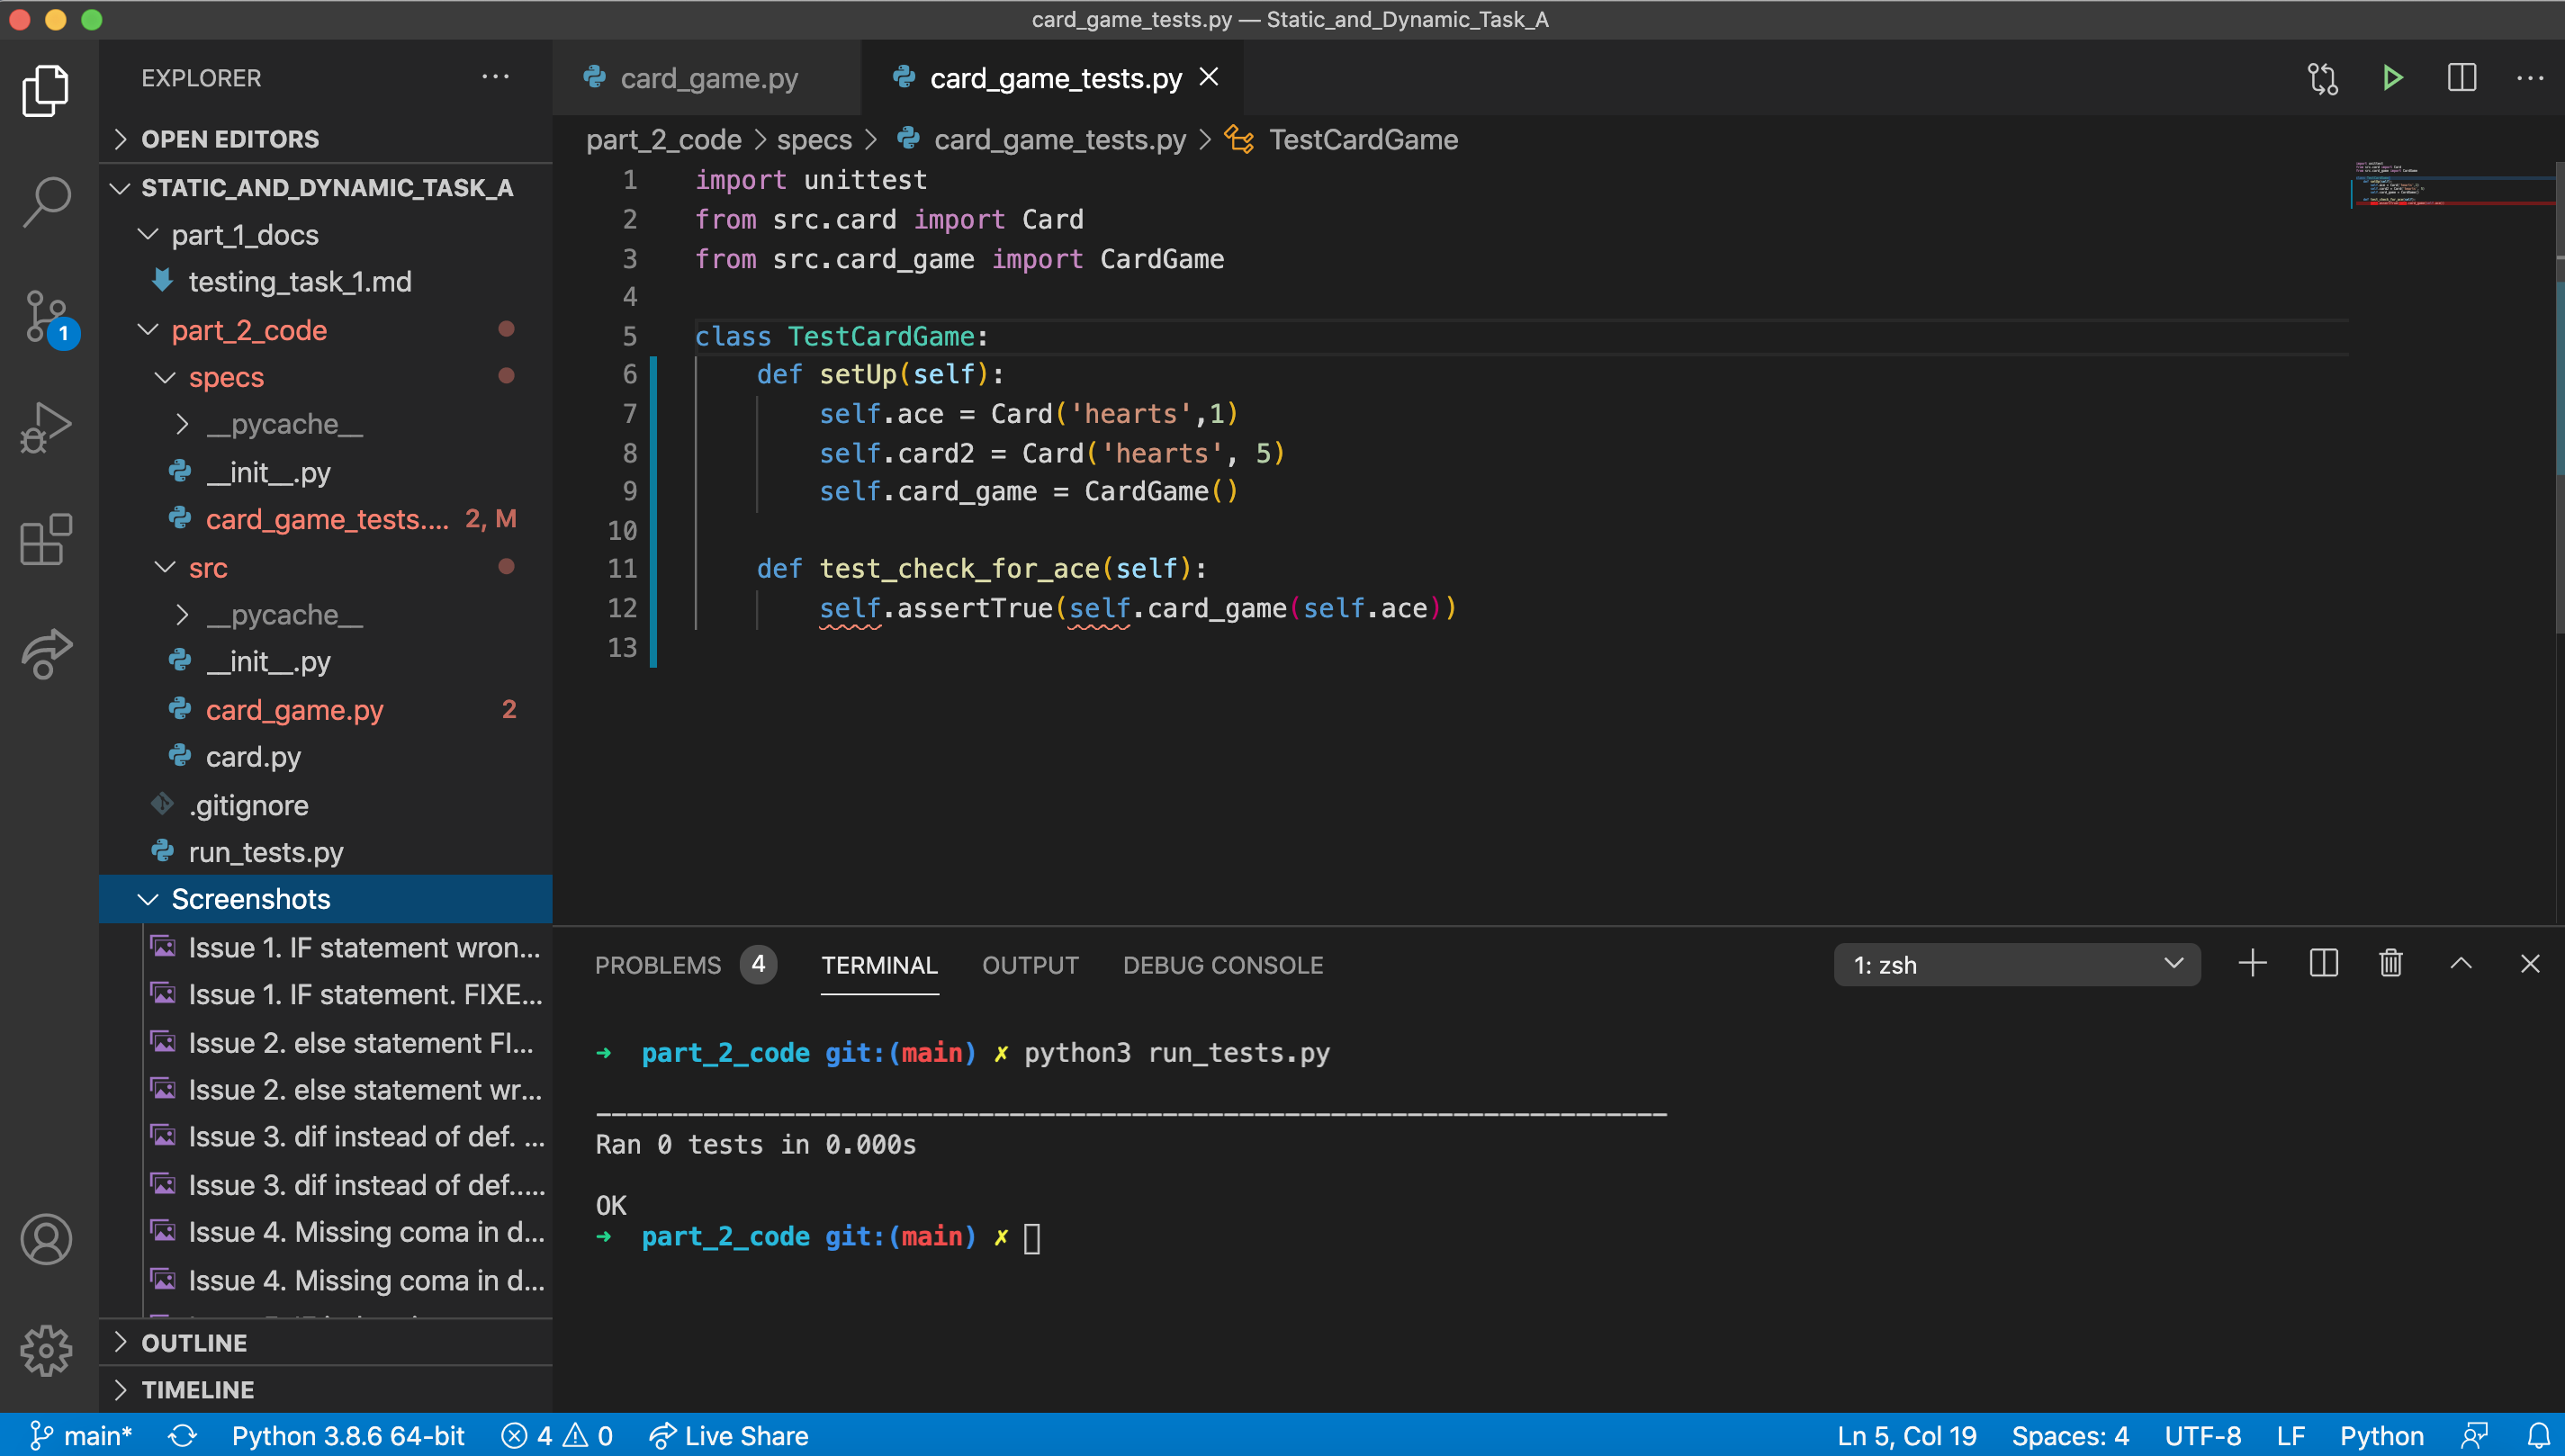 card_game_tests.py — Static_and_Dynamic_Task_A
EXPLORER
OPEN EDITORS
STATIC_AND_DYNAMIC_TASK_A
part_1_docs
testing_task_1.md
part_2_code
specs
__pycache__
__init__.py
card_game_tests.... 2, M
src
__pycache__
__init__.py
card_game.py 2
card.py
.gitignore
run_tests.py
Screenshots
Issue 1. IF statement wron...
Issue 1. IF statement. FIXE...
Issue 2. else statement FI...
Issue 2. else statement wr...
Issue 3. dif instead of def. ...
Issue 3. dif instead of def.....
Issue 4. Missing coma in d...
Issue 4. Missing coma in d...
OUTLINE
TIMELINE
1
card_game.py
card_game_tests.py
part_2_code > specs > card_game_tests.py > TestCardGame
1 import unittest
2 from src.card import Card
3 from src.card_game import CardGame
4
5 class TestCardGame:
6 def setUp(self):
7 self.ace = Card('hearts',1)
8 self.card2 = Card('hearts', 5)
9 self.card_game = CardGame()
10
11 def test_check_for_ace(self):
12 self.assertTrue(self.card_game(self.ace))
13
PROBLEMS 4 TERMINAL OUTPUT DEBUG CONSOLE 1: zsh
➜ part_2_code git:(main) ✗ python3 run_tests.py
----------------------------------------------------------------------
Ran 0 tests in 0.000s
OK
➜ part_2_code git:(main) ✗
main* Python 3.8.6 64-bit 4 0 Live Share Ln 5, Col 19 Spaces: 4 UTF-8 LF Python